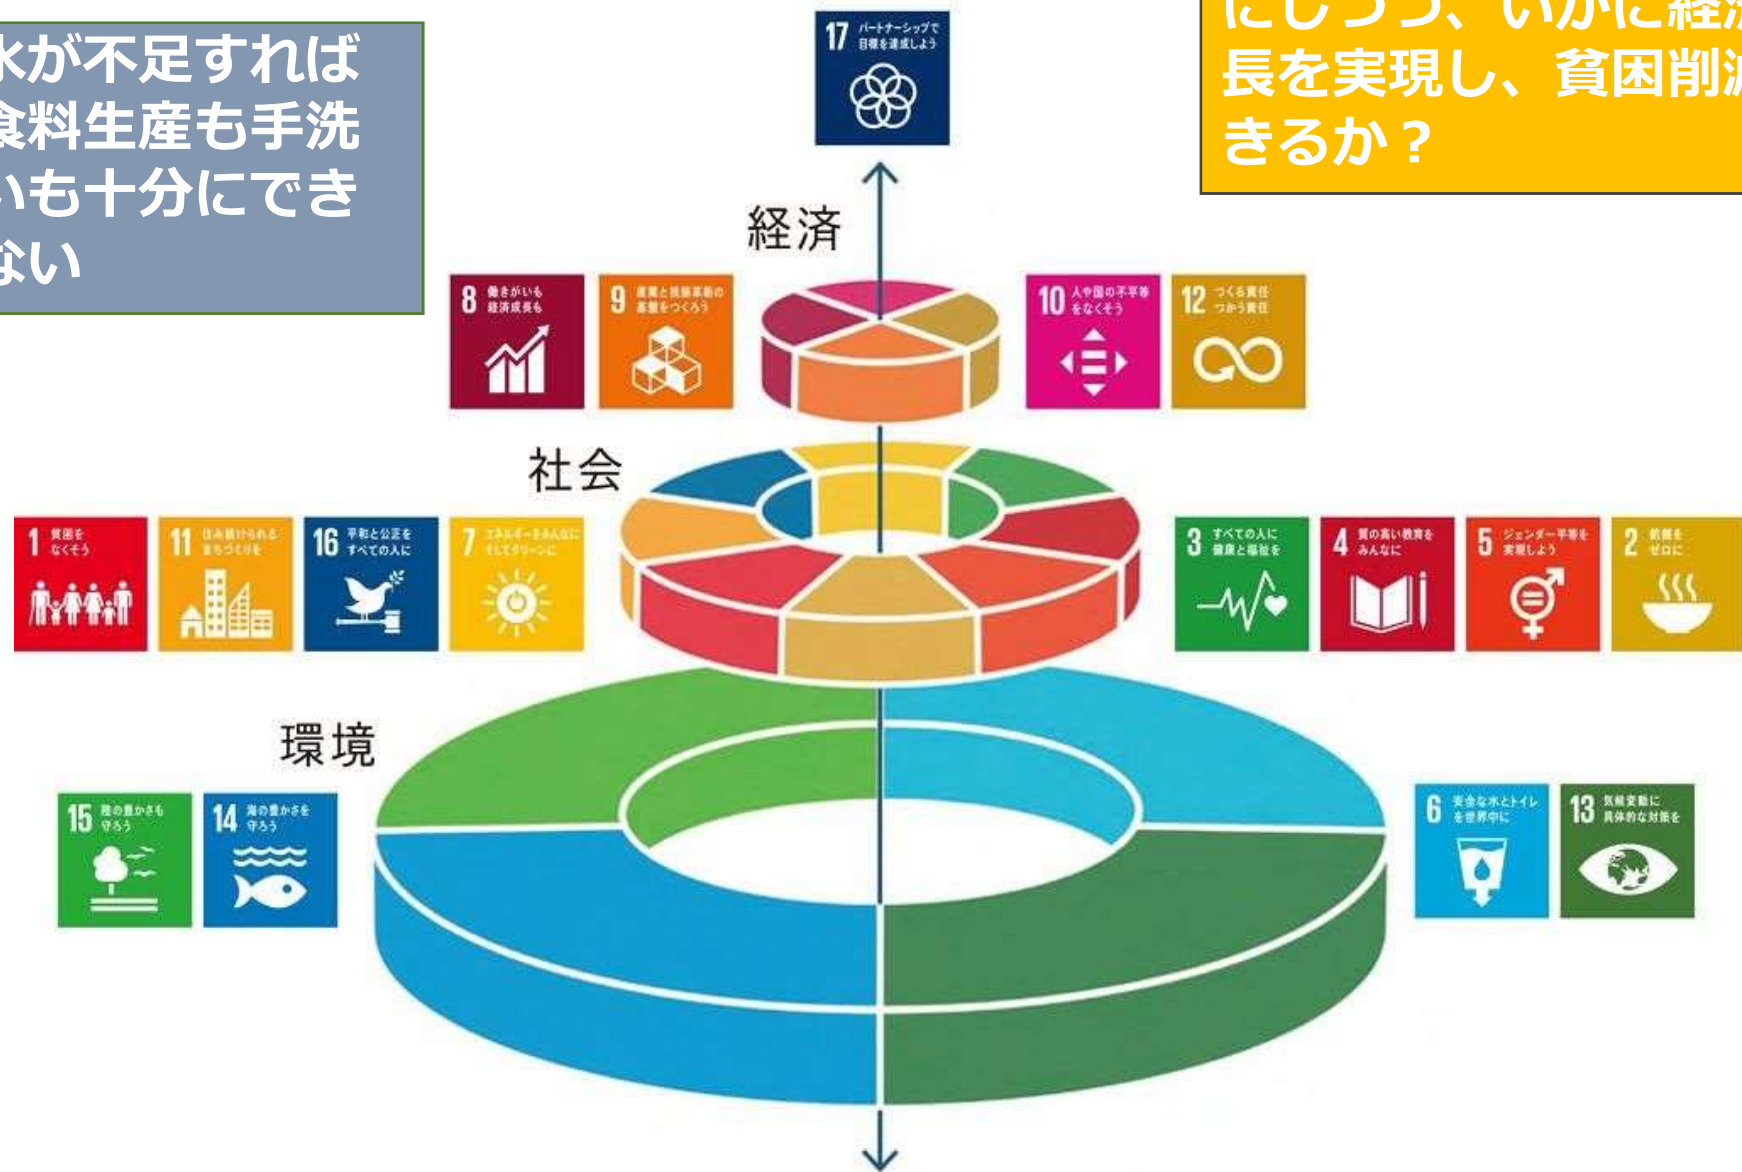 水が不足すれば
食料生産も手洗
いも十分にでき
ない
にしつつ、いかに経済
長を実現し、貧困削減
きるか？
17 パートナーシップで
目標を達成しよう
経済
8 働きがいも
経済成長も
9 産業と技術革新の
基盤をつくろう
10 人や国の不平等
をなくそう
12 つくる責任
つかう責任
社会
1 貧困を
なくそう
11 住み続けられる
まちづくりを
16 平和と公正を
すべての人に
7 エネルギーをみんなに
そしてクリーンに
3 すべての人に
健康と福祉を
4 質の高い教育を
みんなに
5 ジェンダー平等を
実現しよう
2 飢餓を
ゼロに
環境
15 陸の豊かさも
守ろう
14 海の豊かさを
守ろう
6 安全な水とトイレ
を世界中に
13 気候変動に
具体的な対策を